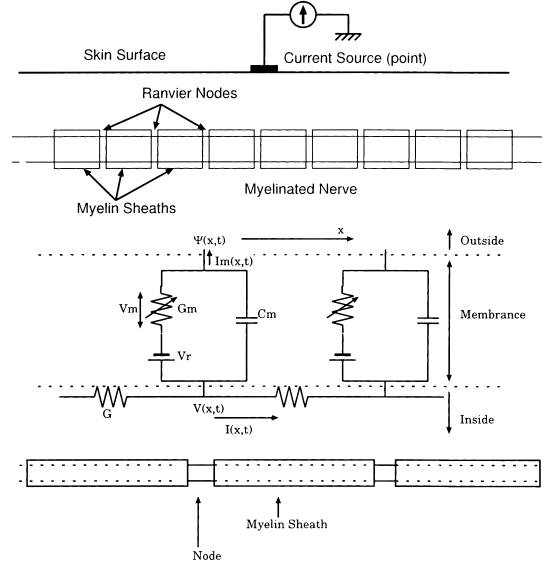 Skin Surface
Current Source (point)
Ranvier Nodes
Myelin Sheaths
Myelinated Nerve
Ψ(x,t)
x
Outside
Im(x,t)
Vm
Gm
Cm
Membrance
Vr
G
V(x,t)
I(x,t)
Inside
Myelin Sheath
Node